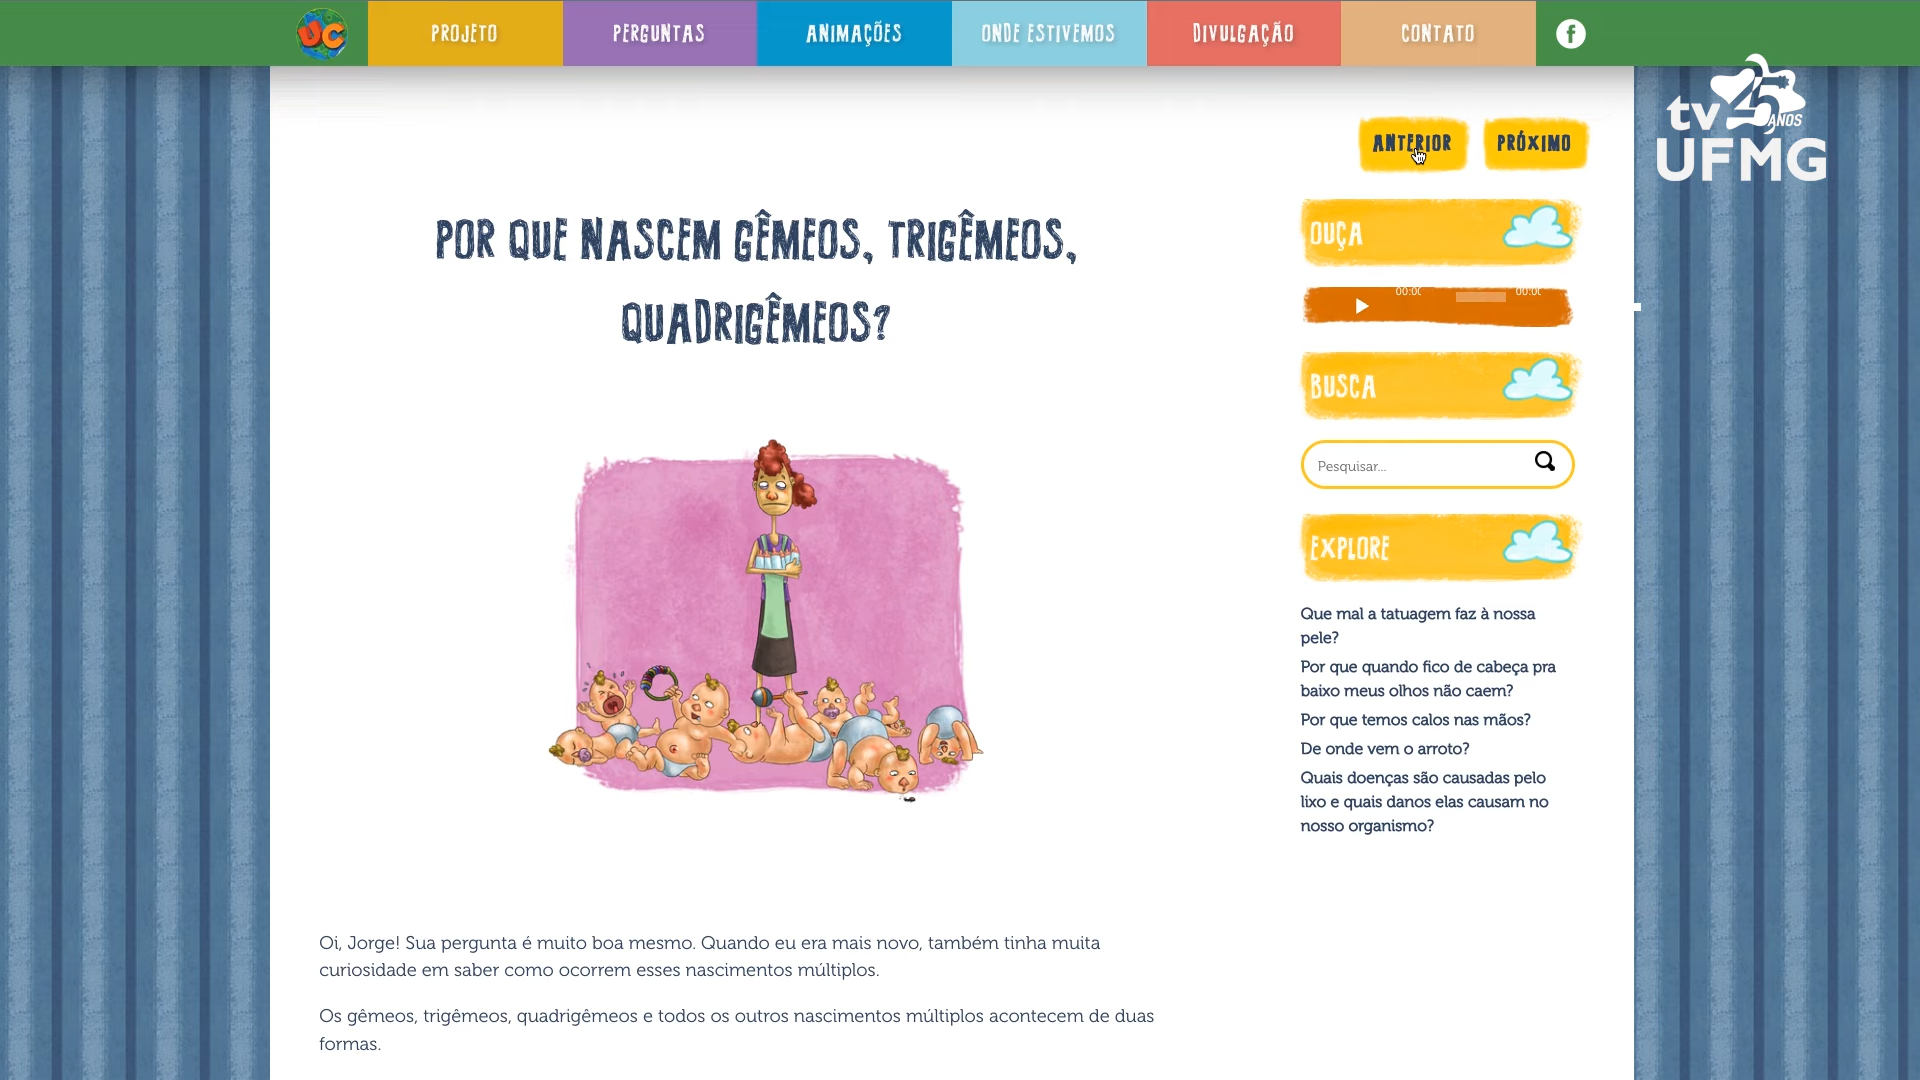 UC
PROJETO
PERGUNTAS
ANIMAÇÕES
ONDE ESTIVEMOS
DIVULGAÇÃO
CONTATO
f
tv 25 ANOS
UFMG
ANTERIOR
PRÓXIMO
POR QUE NASCEM GÊMEOS, TRIGÊMEOS,
QUADRIGÊMEOS?
OUÇA
00:00
00:00
BUSCA
Pesquisar...
EXPLORE
Que mal a tatuagem faz à nossa
pele?
Por que quando fico de cabeça pra
baixo meus olhos não caem?
Por que temos calos nas mãos?
De onde vem o arroto?
Quais doenças são causadas pelo
lixo e quais danos elas causam no
nosso organismo?
Oi, Jorge! Sua pergunta é muito boa mesmo. Quando eu era mais novo, também tinha muita
curiosidade em saber como ocorrem esses nascimentos múltiplos.
Os gêmeos, trigêmeos, quadrigêmeos e todos os outros nascimentos múltiplos acontecem de duas
formas.